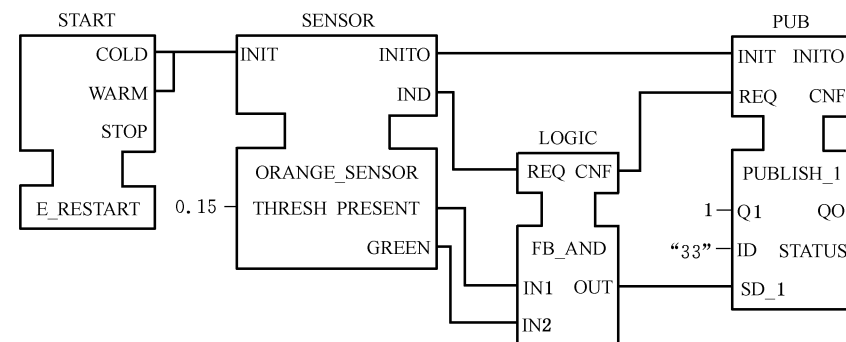 START
SENSOR
PUB
COLD
WARM
STOP
E_RESTART
INIT INITO
IND
ORANGE_SENSOR
0.15 THRESH PRESENT
GREEN
LOGIC
REQ CNF
FB_AND
IN1 OUT
IN2
INIT INITO
REQ CNF
PUBLISH_1
1 Q1 QO
“33” ID STATUS
SD_1